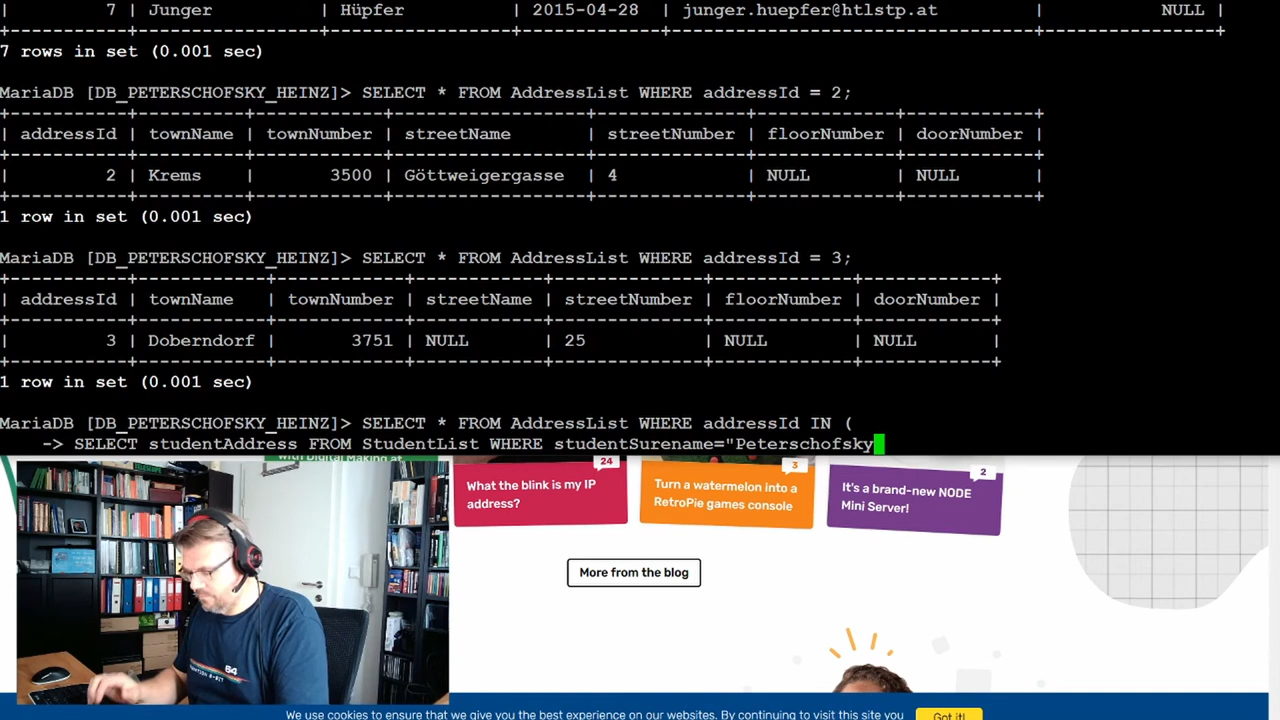 | 7 | Junger | Hüpfer | 2015-04-28 | junger.huepfer@htlstp.at | NULL |
7 rows in set (0.001 sec)
MariaDB [DB_PETERSCHOFSKY_HEINZ]> SELECT * FROM AddressList WHERE addressId = 2;
| addressId | townName | townNumber | streetName | streetNumber | floorNumber | doorNumber |
| 2 | Krems | 3500 | Göttweigergasse | 4 | NULL | NULL |
1 row in set (0.001 sec)
MariaDB [DB_PETERSCHOFSKY_HEINZ]> SELECT * FROM AddressList WHERE addressId = 3;
| addressId | townName | townNumber | streetName | streetNumber | floorNumber | doorNumber |
| 3 | Doberndorf | 3751 | NULL | 25 | NULL | NULL |
1 row in set (0.001 sec)
MariaDB [DB_PETERSCHOFSKY_HEINZ]> SELECT * FROM AddressList WHERE addressId IN (
-> SELECT studentAddress FROM StudentList WHERE studentSurename="Peterschofsky
with Digital Making at
24
What the blink is my IP
address?
3
Turn a watermelon into a
RetroPie games console
2
It's a brand-new NODE
Mini Server!
More from the blog
64
We use cookies to ensure that we give you the best experience on our websites. By continuing to visit this site you
Got it!